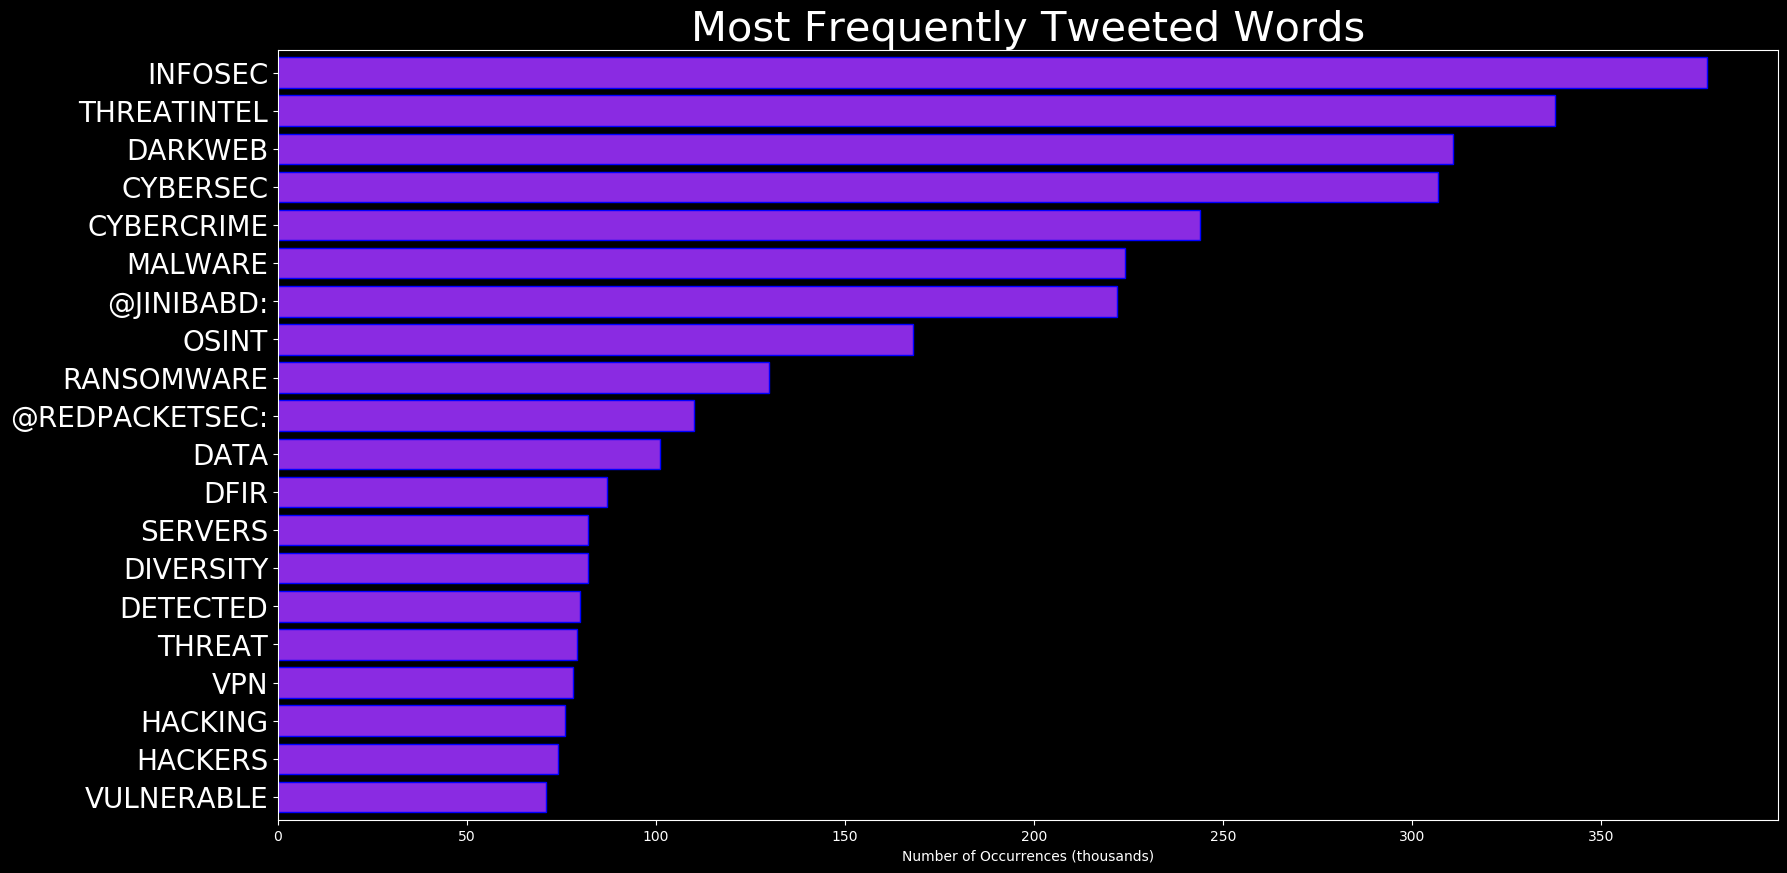 Most Frequently Tweeted Words
INFOSEC
THREATINTEL
DARKWEB
CYBERSEC
CYBERCRIME
MALWARE
@JINIBABD:
OSINT
RANSOMWARE
@REDPACKETSEC:
DATA
DFIR
SERVERS
DIVERSITY
DETECTED
THREAT
VPN
HACKING
HACKERS
VULNERABLE
0 50 100 150 200 250 300 350
Number of Occurrences (thousands)